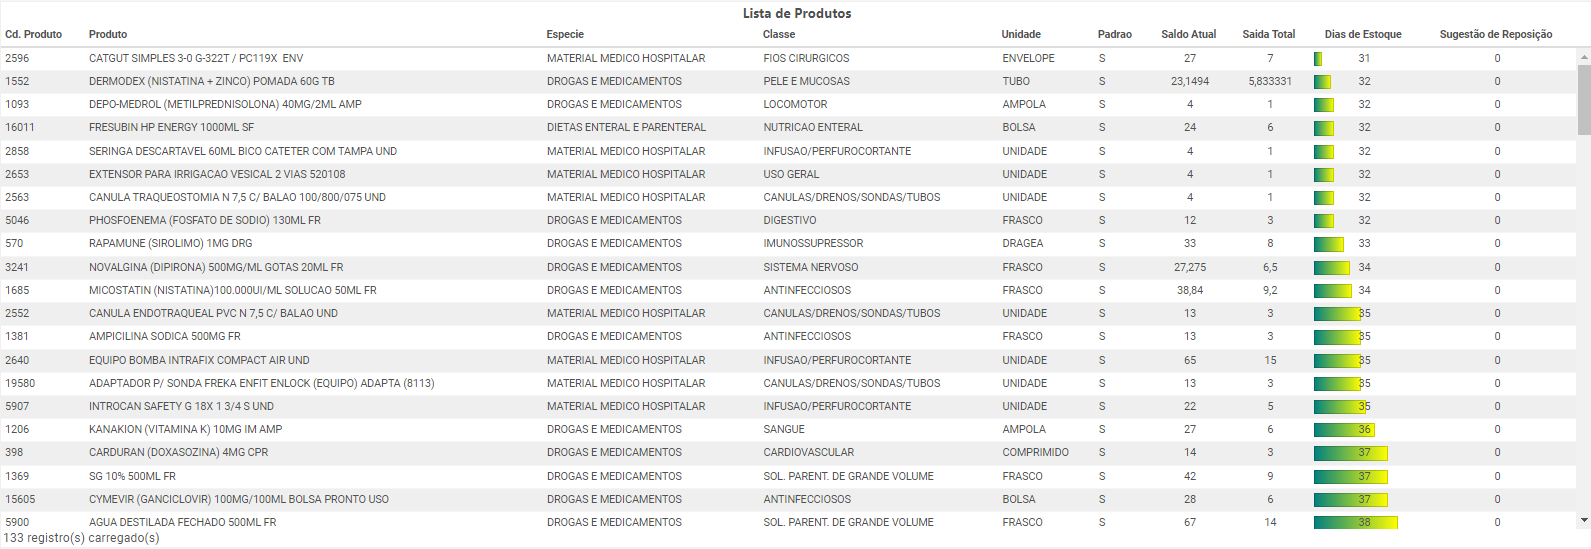 Lista de Produtos
Cd. Produto Produto Especie Classe Unidade Padrao Saldo Atual Saida Total Dias de Estoque Sugestão de Reposição
2596 CATGUT SIMPLES 3-0 G-322T / PC119X ENV MATERIAL MEDICO HOSPITALAR FIOS CIRURGICOS ENVELOPE S 27 7 31 0
1552 DERMODEX (NISTATINA + ZINCO) POMADA 60G TB DROGAS E MEDICAMENTOS PELE E MUCOSAS TUBO S 23,1494 5,833331 32 0
1093 DEPO-MEDROL (METILPREDNISOLONA) 40MG/2ML AMP DROGAS E MEDICAMENTOS LOCOMOTOR AMPOLA S 4 1 32 0
16011 FRESUBIN HP ENERGY 1000ML SF DIETAS ENTERAL E PARENTERAL NUTRICAO ENTERAL BOLSA S 24 6 32 0
2858 SERINGA DESCARTAVEL 60ML BICO CATETER COM TAMPA UND MATERIAL MEDICO HOSPITALAR INFUSAO/PERFUROCORTANTE UNIDADE S 4 1 32 0
2653 EXTENSOR PARA IRRIGACAO VESICAL 2 VIAS 520108 MATERIAL MEDICO HOSPITALAR USO GERAL UNIDADE S 4 1 32 0
2563 CANULA TRAQUEOSTOMIA N 7,5 C/ BALAO 100/800/075 UND MATERIAL MEDICO HOSPITALAR CANULAS/DRENOS/SONDAS/TUBOS UNIDADE S 4 1 32 0
5046 PHOSFOENEMA (FOSFATO DE SODIO) 130ML FR DROGAS E MEDICAMENTOS DIGESTIVO FRASCO S 12 3 32 0
570 RAPAMUNE (SIROLIMO) 1MG DRG DROGAS E MEDICAMENTOS IMUNOSSUPRESSOR DRAGEA S 33 8 33 0
3241 NOVALGINA (DIPIRONA) 500MG/ML GOTAS 20ML FR DROGAS E MEDICAMENTOS SISTEMA NERVOSO FRASCO S 27,275 6,5 34 0
1685 MICOSTATIN (NISTATINA)100.000UI/ML SOLUCAO 50ML FR DROGAS E MEDICAMENTOS ANTINFECCIOSOS FRASCO S 38,84 9,2 34 0
2552 CANULA ENDOTRAQUEAL PVC N 7,5 C/ BALAO UND MATERIAL MEDICO HOSPITALAR CANULAS/DRENOS/SONDAS/TUBOS UNIDADE S 13 3 35 0
1381 AMPICILINA SODICA 500MG FR DROGAS E MEDICAMENTOS ANTINFECCIOSOS FRASCO S 13 3 35 0
2640 EQUIPO BOMBA INTRAFIX COMPACT AIR UND MATERIAL MEDICO HOSPITALAR INFUSAO/PERFUROCORTANTE UNIDADE S 65 15 35 0
19580 ADAPTADOR P/ SONDA FREKA ENFIT ENLOCK (EQUIPO) ADAPTA (8113) MATERIAL MEDICO HOSPITALAR CANULAS/DRENOS/SONDAS/TUBOS UNIDADE S 13 3 35 0
5907 INTROCAN SAFETY G 18X 1 3/4 S UND MATERIAL MEDICO HOSPITALAR INFUSAO/PERFUROCORTANTE UNIDADE S 22 5 35 0
1206 KANAKION (VITAMINA K) 10MG IM AMP DROGAS E MEDICAMENTOS SANGUE AMPOLA S 27 6 36 0
398 CARDURAN (DOXASOZINA) 4MG CPR DROGAS E MEDICAMENTOS CARDIOVASCULAR COMPRIMIDO S 14 3 37 0
1369 SG 10% 500ML FR DROGAS E MEDICAMENTOS SOL. PARENT. DE GRANDE VOLUME FRASCO S 42 9 37 0
15605 CYMEVIR (GANCICLOVIR) 100MG/100ML BOLSA PRONTO USO DROGAS E MEDICAMENTOS ANTINFECCIOSOS BOLSA S 28 6 37 0
5900 AGUA DESTILADA FECHADO 500ML FR DROGAS E MEDICAMENTOS SOL. PARENT. DE GRANDE VOLUME FRASCO S 67 14 38 0
133 registro(s) carregado(s)